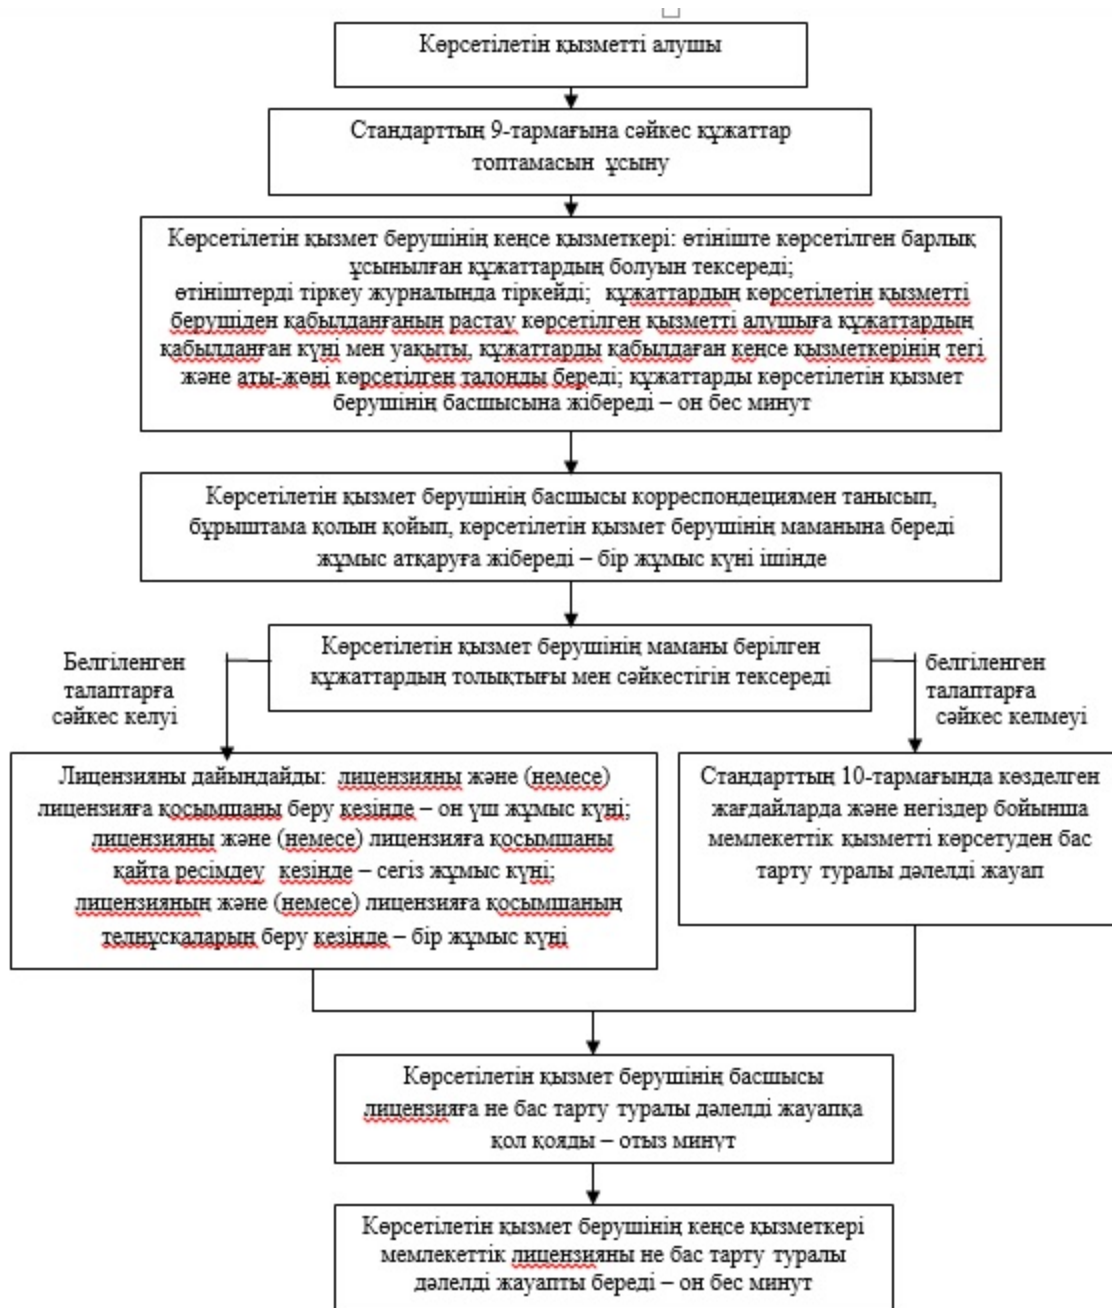 Көрсетілетін қызметті алушы
Стандарттың 9-тармағына сәйкес құжаттар
топтамасын ұсыну
Көрсетілетін қызмет берушінің кеңсе қызметкері: өтініште көрсетілген барлық
ұсынылған құжаттардың болуын тексереді;
өтініштерді тіркеу журналында тіркейді; құжаттардың көрсетілетін қызметті
берушіден қабылданғанын растау көрсетілген қызметті алушыға құжаттардың
қабылданған күні мен уақыты, құжаттарды қабылдаған кеңсе қызметкерінің тегі
және аты-жөні көрсетілген талонды береді; құжаттарды көрсетілетін қызмет
берушінің басшысына жібереді – он бес минут
Көрсетілетін қызмет берушінің басшысы корреспондециямен танысып,
бұрыштама қолын қойып, көрсетілетін қызмет берушінің маманына береді
жұмыс атқаруға жібереді – бір жұмыс күні ішінде
Көрсетілетін қызмет берушінің маманы берілген
құжаттардың толықтығы мен сәйкестігін тексереді
Белгіленген
талаптарға
сәйкес келуі
белгіленген
талаптарға
сәйкес келмеуі
Лицензияны дайындайды: лицензияны және (немесе)
лицензияға қосымшаны беру кезінде – он үш жұмыс күні;
лицензияны және (немесе) лицензияға қосымшаны
қайта ресімдеу кезінде – сегіз жұмыс күні;
лицензияның және (немесе) лицензияға қосымшаның
телнұсқаларын беру кезінде – бір жұмыс күні
Стандарттың 10-тармағында көзделген
жағдайларда және негіздер бойынша
мемлекеттік қызметті көрсетуден бас
тарту туралы дәлелді жауап
Көрсетілетін қызмет берушінің басшысы
лицензияға не бас тарту туралы дәлелді жауапқа
қол қояды – отыз минут
Көрсетілетін қызмет берушінің кеңсе қызметкері
мемлекеттік лицензияны не бас тарту туралы
дәлелді жауапты береді – он бес минут